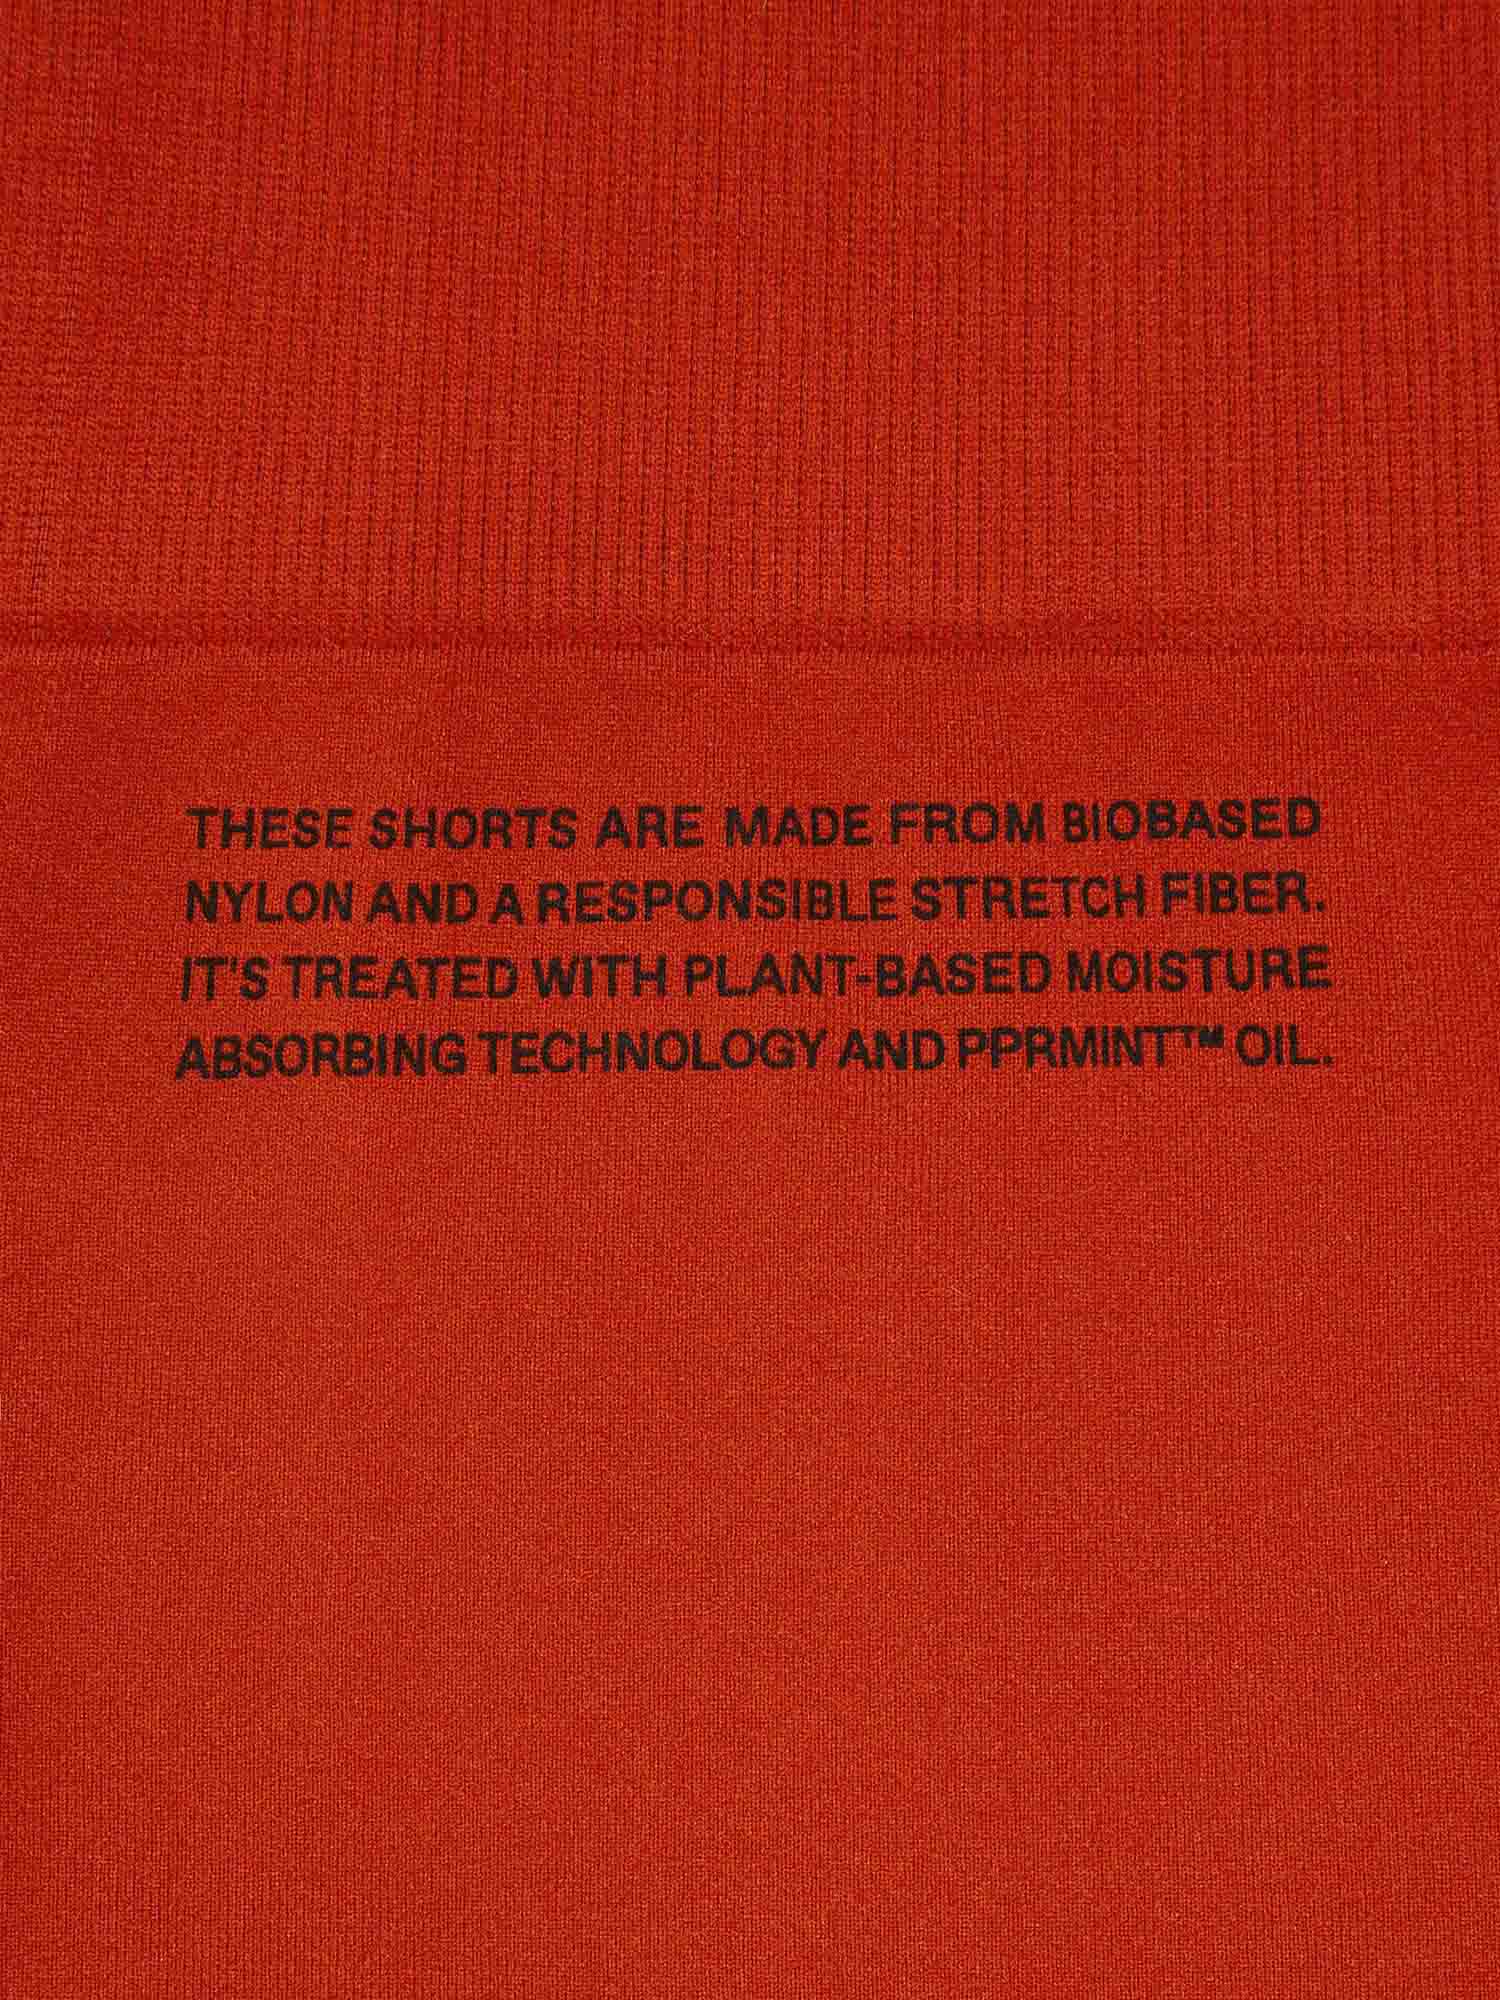 THESE SHORTS ARE MADE FROM BIOBASED
NYLON AND A RESPONSIBLE STRETCH FIBER.
IT'S TREATED WITH PLANT-BASED MOISTURE
ABSORBING TECHNOLOGY AND PPRMINT™ OIL.